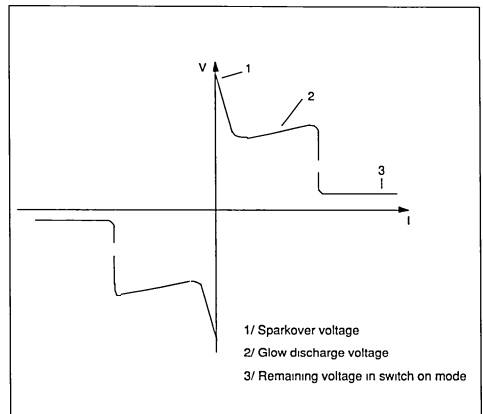 V
1
2
3
I
1/ Sparkover voltage
2/ Glow discharge voltage
3/ Remaining voltage in switch on mode